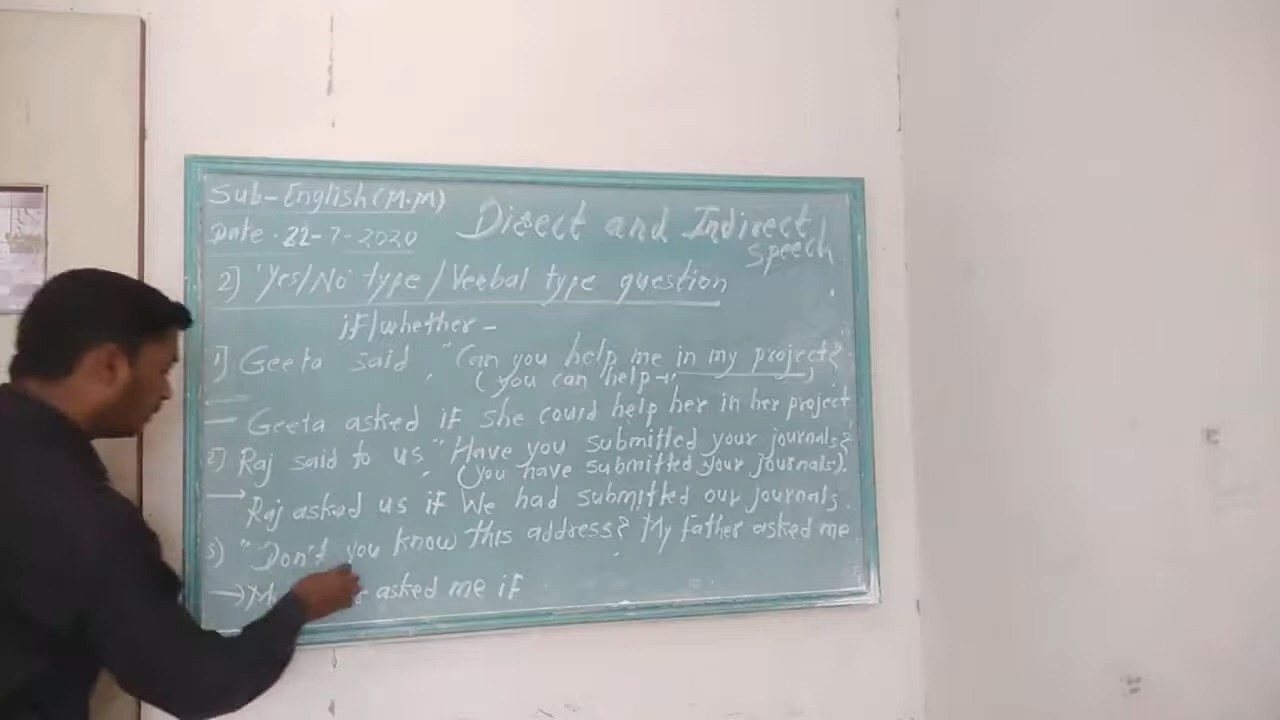 Sub-English (M.M)
Date. 22-7-2020
Direct and Indirect
speech
2) 'Yes/No type / Verbal type question
if/whether -
1) Geeta said, "Can you help me in my project?"
(you can help
- Geeta asked if she could help her in her project
2) Raj said to us, "Have you submitted your journals?
(you have submitted your journals).
→ Raj asked us if We had submitted our journals.
3) "Don't you know this address? My father asked me
→ asked me if